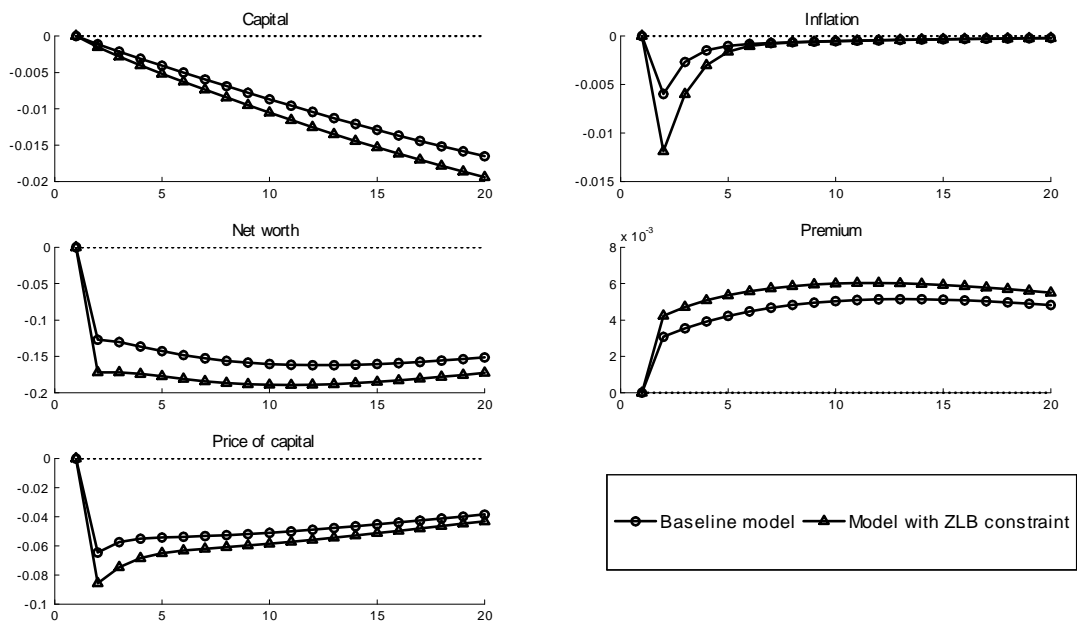 Capital
0
-0.005
-0.01
-0.015
-0.02
0 5 10 15 20
Inflation
0
-0.005
-0.01
-0.015
0 5 10 15 20
Net worth
0
-0.05
-0.1
-0.15
-0.2
0 5 10 15 20
Premium
x 10-3
8
6
4
2
0
0 5 10 15 20
Price of capital
0
-0.02
-0.04
-0.06
-0.08
-0.1
0 5 10 15 20
Baseline model Model with ZLB constraint